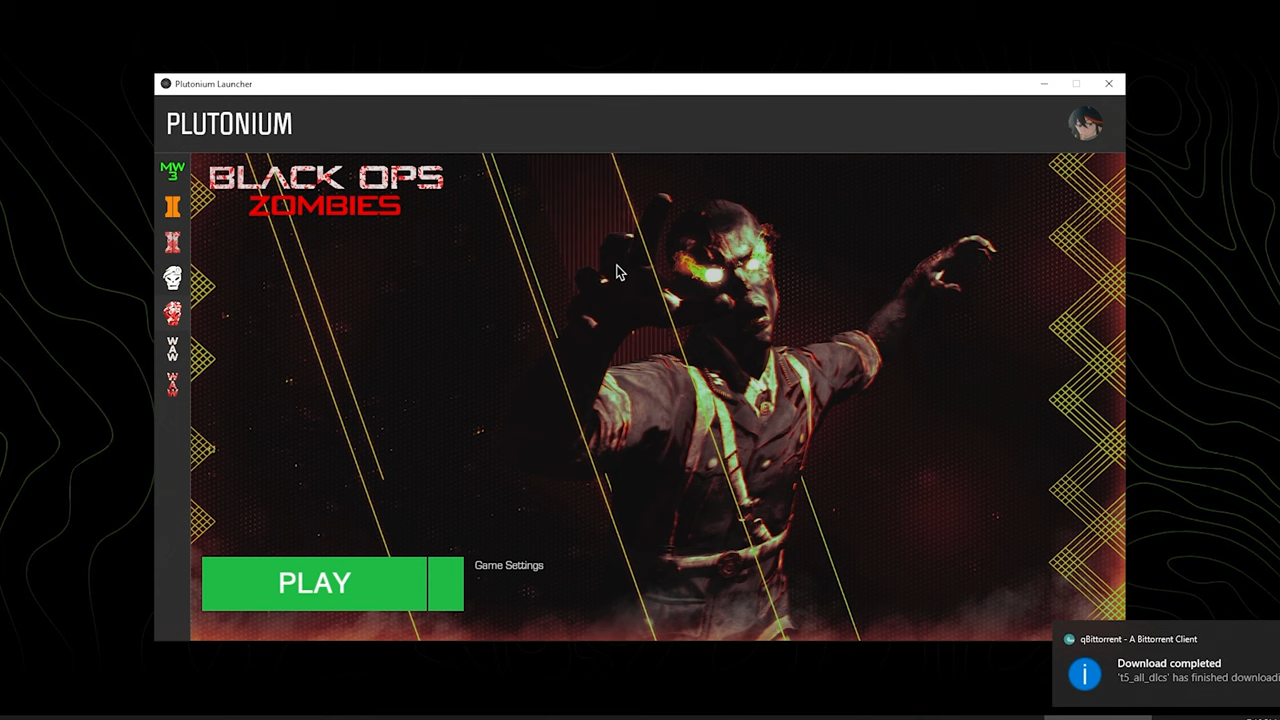 Plutonium Launcher
PLUTONIUM
MW
3
BLACK OPS
ZOMBIES
W
A
W
W
A
W
PLAY
Game Settings
qBittorrent - A Bittorrent Client
Download completed
't5_all_dlcs' has finished downloadi